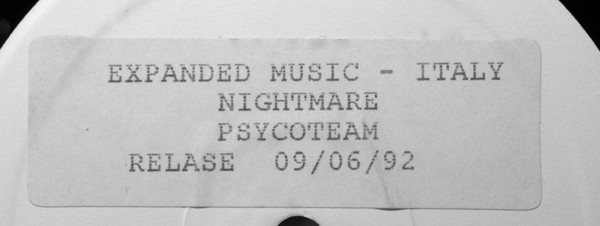 EXPANDED MUSIC - ITALY
NIGHTMARE
PSYCOTEAM
RELASE 09/06/92